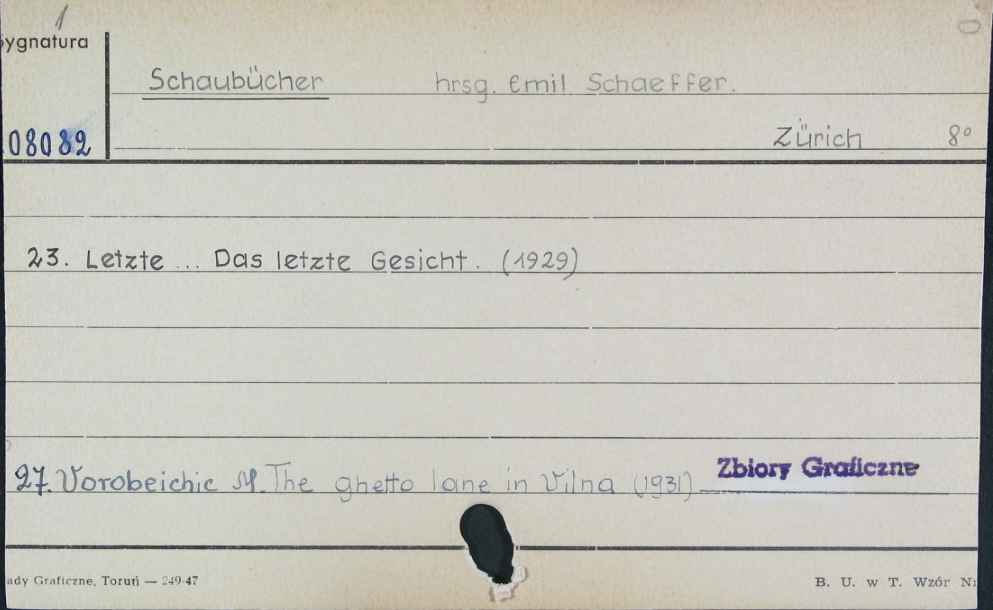 1
ygnatura
Schaubücher hrsg. Emil Schaeffer.
08082 Zürich 8°
23. Letzte ... Das letzte Gesicht. (1929)
27. Vorobeichic M. The ghetto lane in Vilna (1931) Zbiory Graficzne
ady Graficzne, Toruń — 249-47 B. U. w T. Wzór N